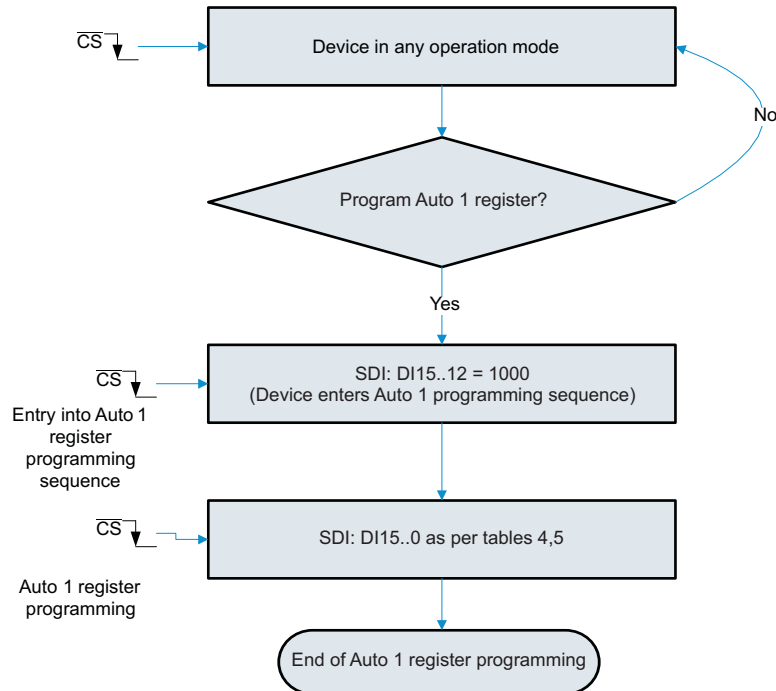 CS
Device in any operation mode
No
Program Auto 1 register?
Yes
CS
SDI: DI15..12 = 1000
(Device enters Auto 1 programming sequence)
Entry into Auto 1
register
programming
sequence
CS
SDI: DI15..0 as per tables 4,5
Auto 1 register
programming
End of Auto 1 register programming